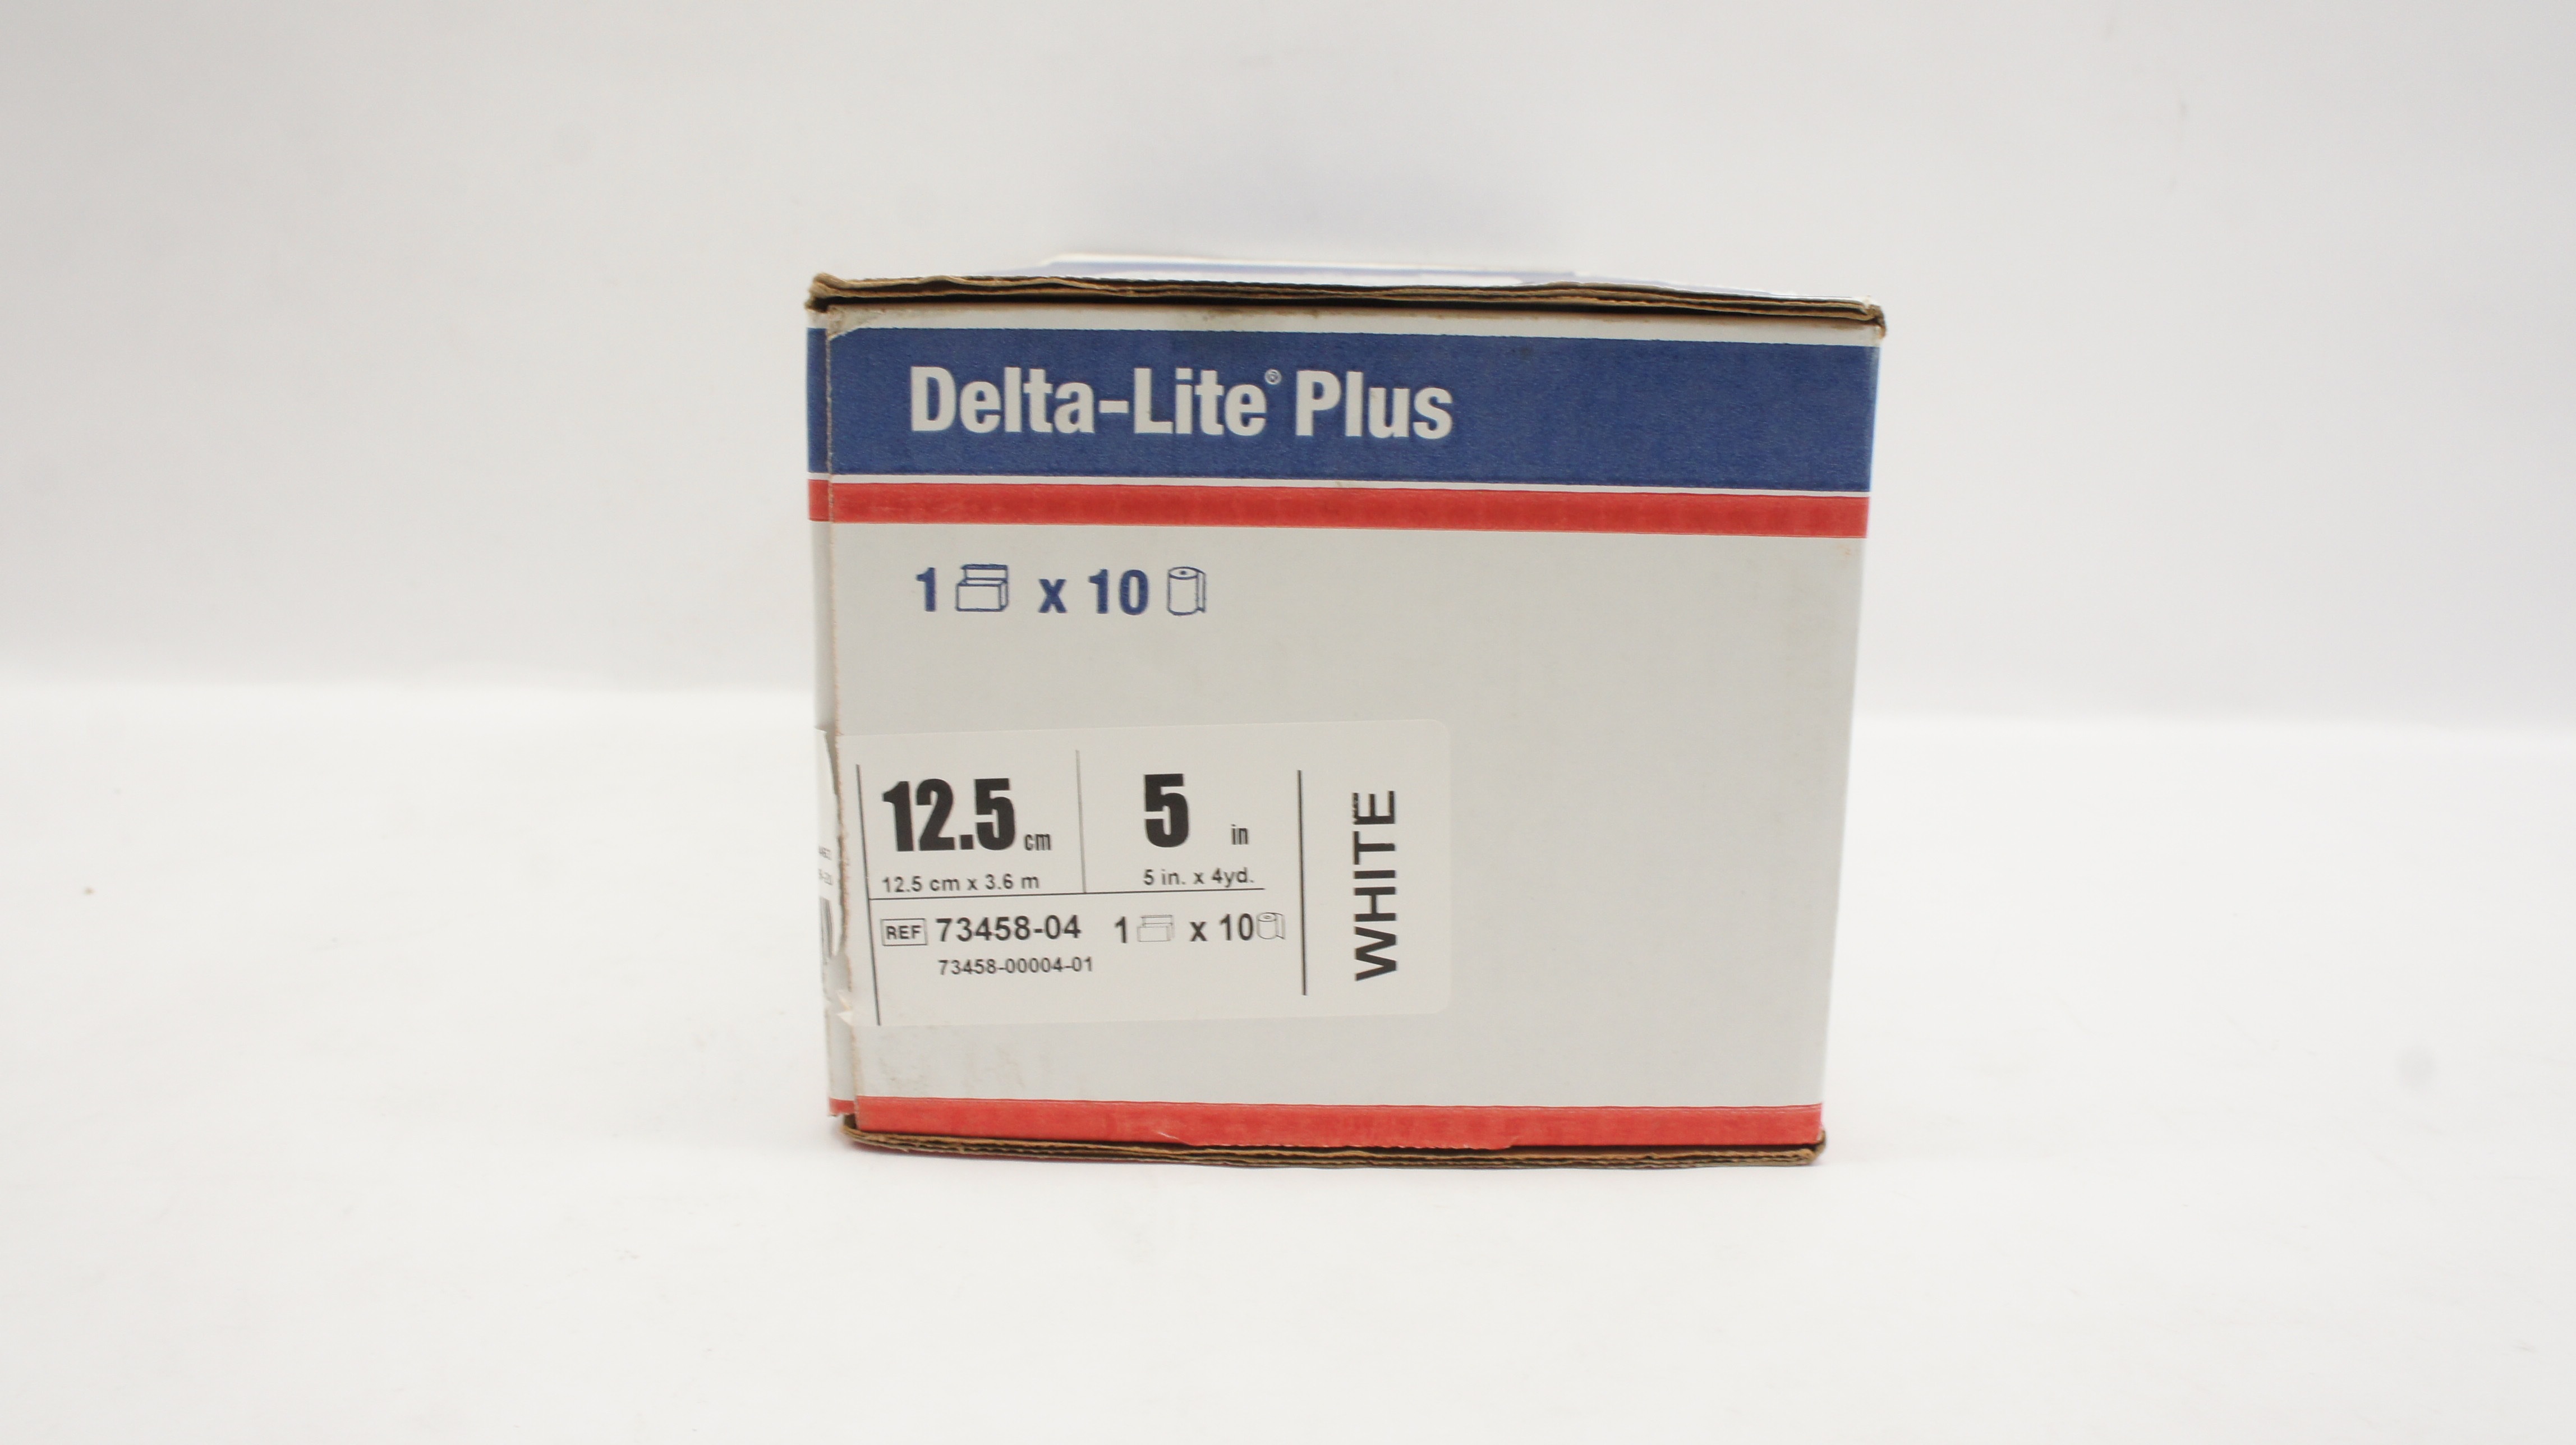 Delta-Lite® Plus
1 x 10
12.5 cm 5 in
12.5 cm x 3.6 m 5 in. x 4yd.
REF 73458-04 1 x 10
73458-00004-01
WHITE